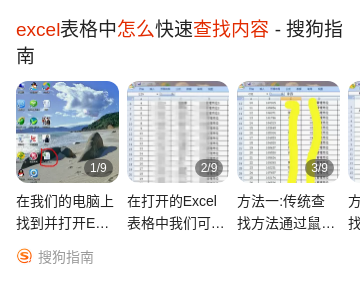 excel表格中怎么快速查找内容 - 搜狗指
南
1/9
2/9
3/9
在我们的电脑上
找到并打开E…
在打开的Excel
表格中我们可…
方法一:传统查
找方法通过鼠…
搜狗指南